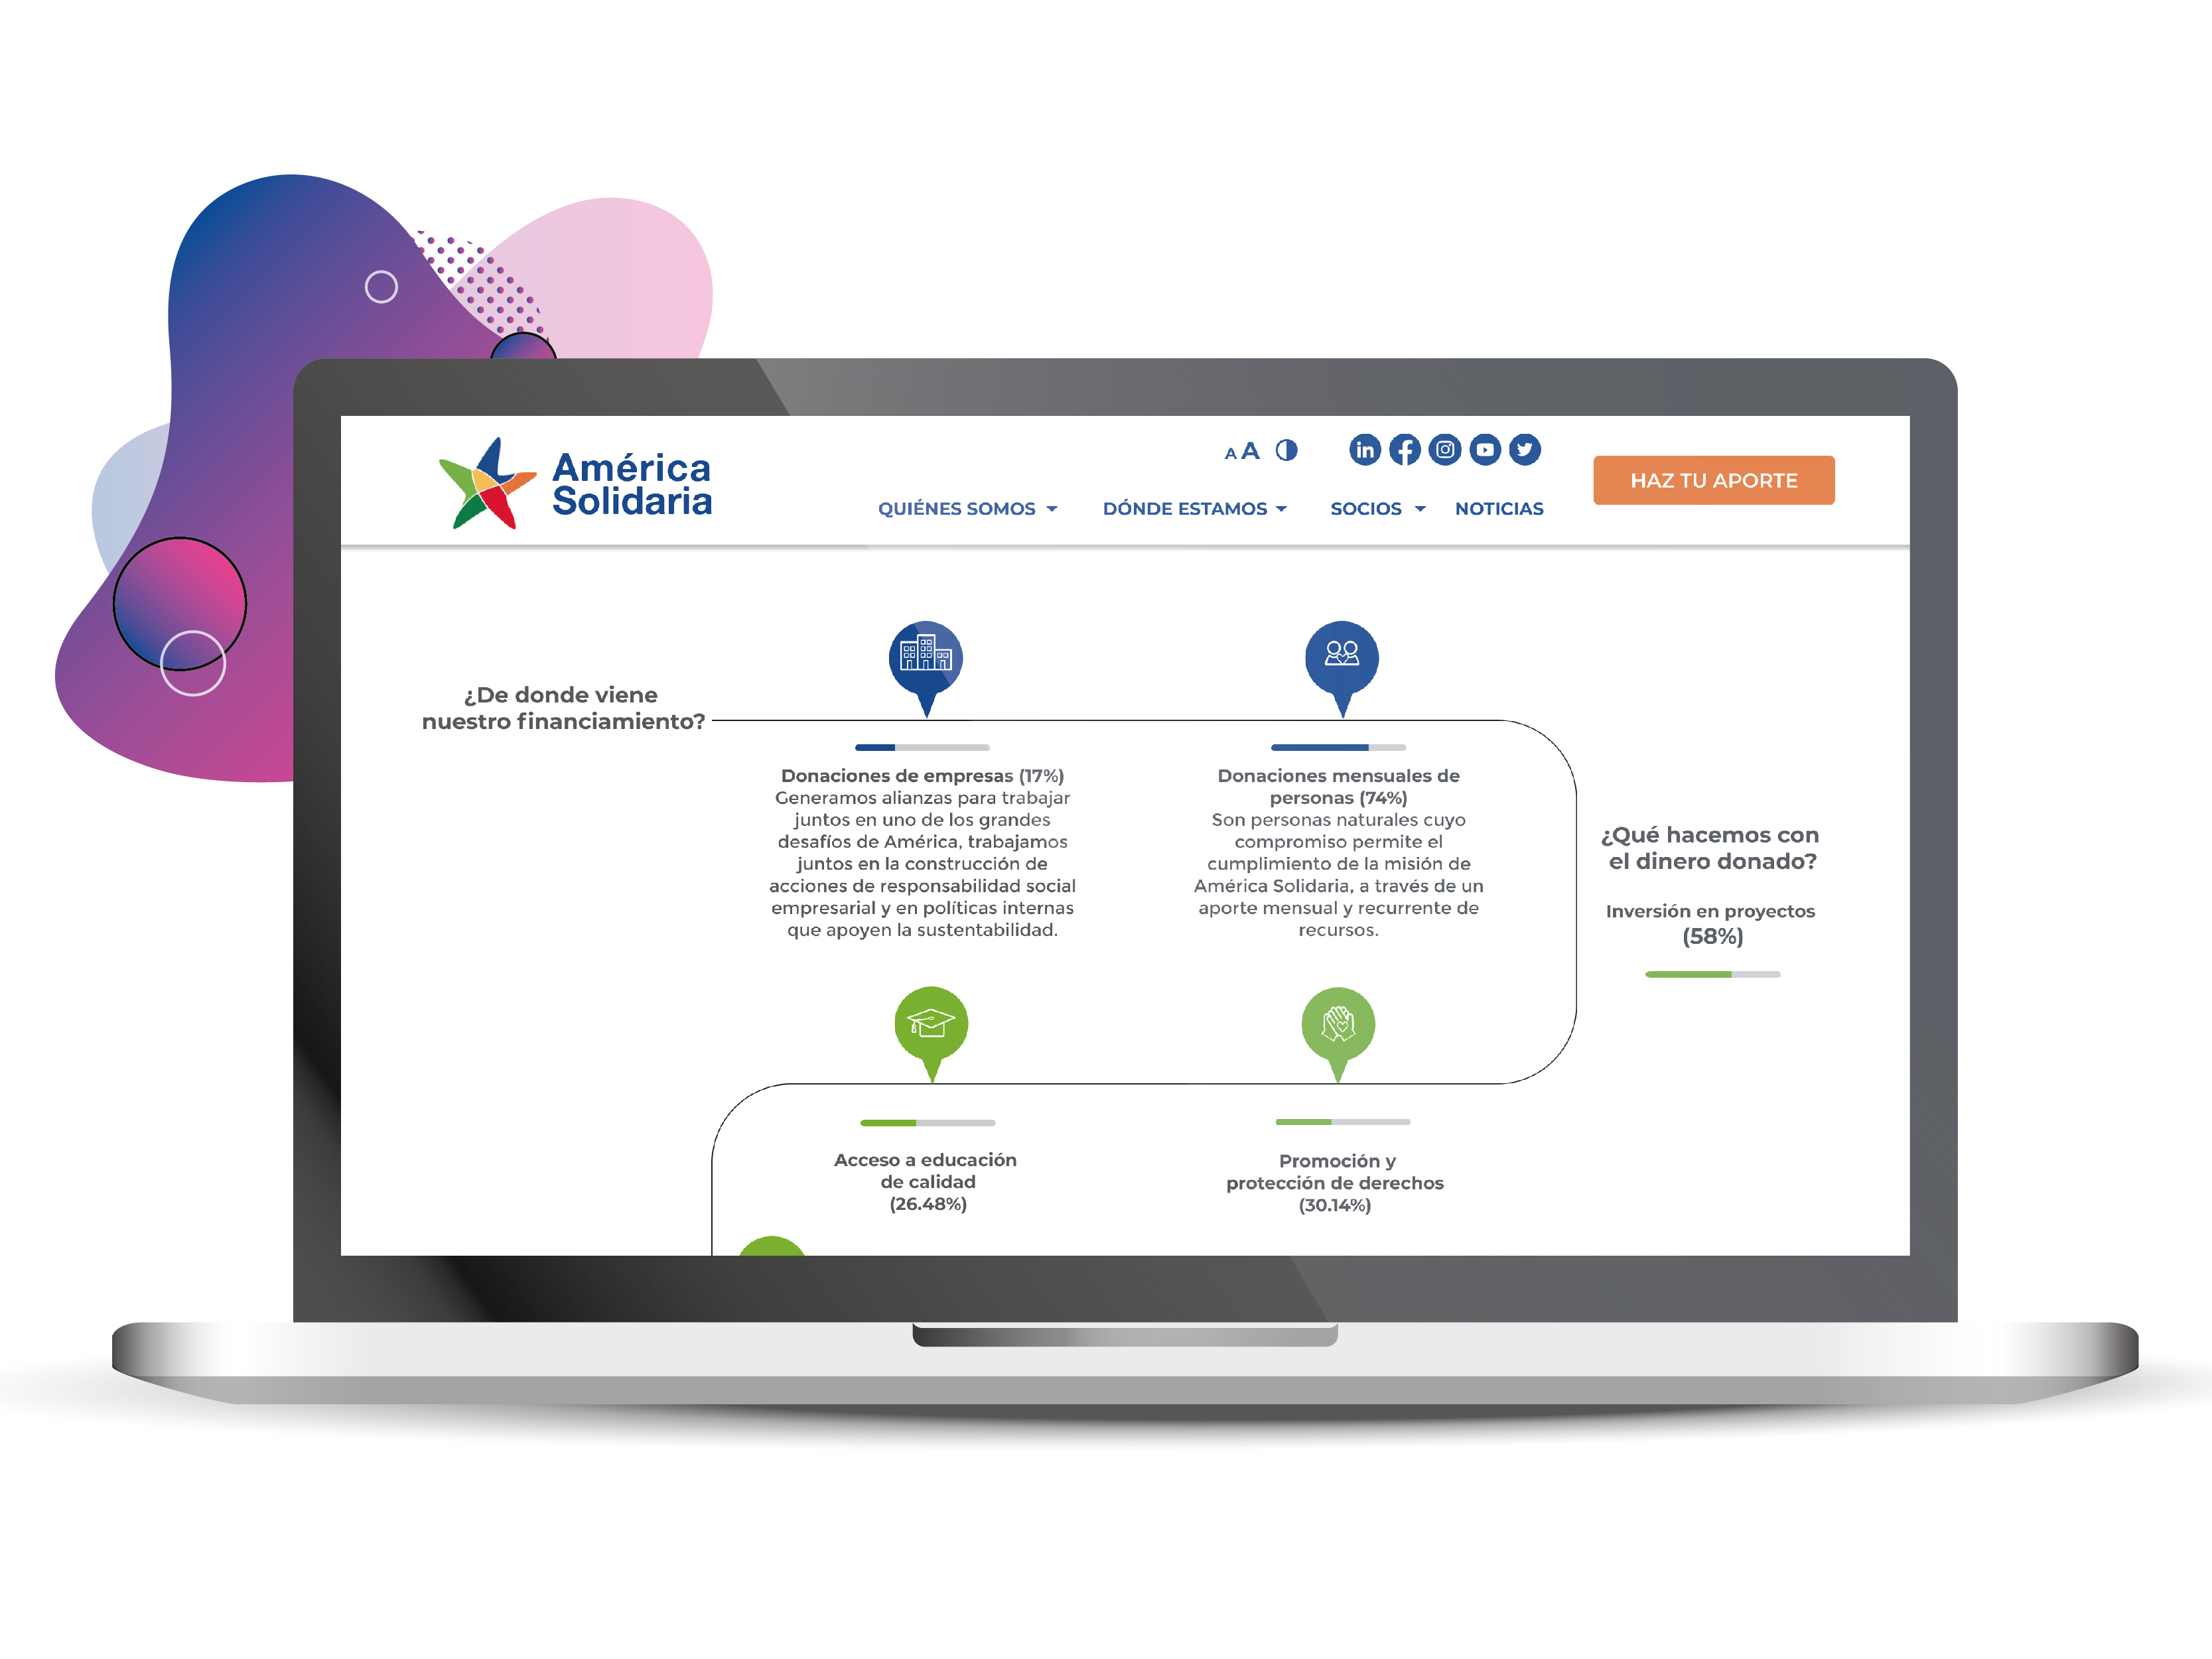 América
Solidaria
A A
in
HAZ TU APORTE
QUIÉNES SOMOS
DÓNDE ESTAMOS
SOCIOS
NOTICIAS
¿De donde viene
nuestro financiamiento?
Donaciones de empresas (17%)
Generamos alianzas para trabajar
juntos en uno de los grandes
desafíos de América, trabajamos
juntos en la construcción de
acciones de responsabilidad social
empresarial y en políticas internas
que apoyen la sustentabilidad.
Donaciones mensuales de
personas (74%)
Son personas naturales cuyo
compromiso permite el
cumplimiento de la misión de
América Solidaria, a través de un
aporte mensual y recurrente de
recursos.
¿Qué hacemos con
el dinero donado?
Inversión en proyectos
(58%)
Acceso a educación
de calidad
(26.48%)
Promoción y
protección de derechos
(30.14%)